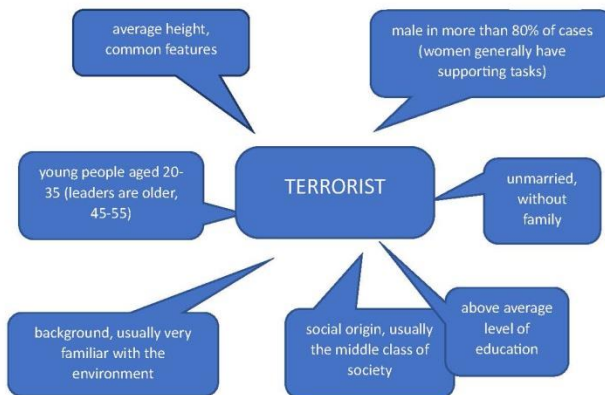 average height,
common features
male in more than 80% of cases
(women generally have
supporting tasks)
young people aged 20-
35 (leaders are older,
45-55)
TERRORIST
unmarried,
without
family
background, usually very
familiar with the
environment
social origin, usually
the middle class of
society
above average
level of
education